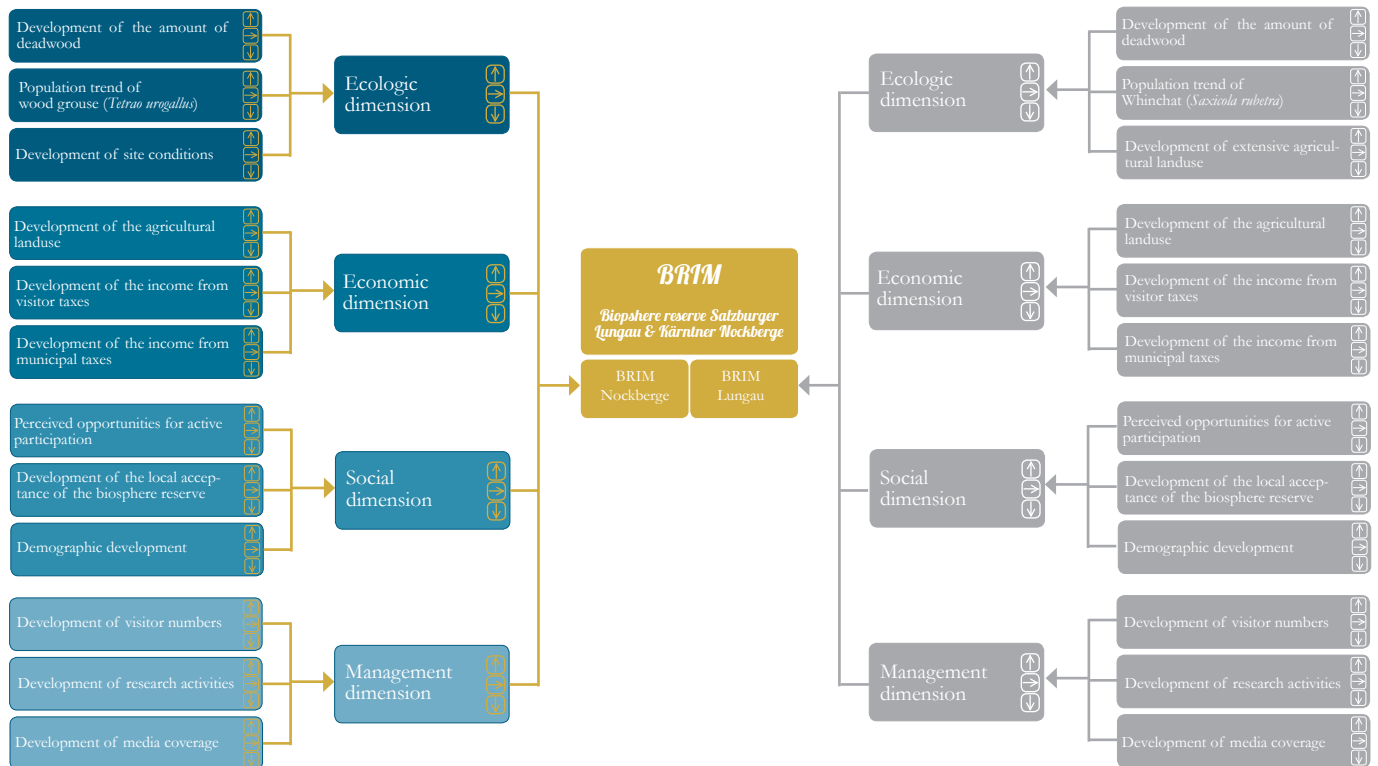 Development of the amount of
deadwood
Population trend of
wood grouse (Tetrao urogallus)
Development of site conditions
Ecologic
dimension
Development of the agricultural
landuse
Development of the income from
visitor taxes
Development of the income from
municipal taxes
Economic
dimension
Perceived opportunities for active
participation
Development of the local accep-
tance of the biosphere reserve
Demographic development
Social
dimension
Development of visitor numbers
Development of research activities
Development of media coverage
Management
dimension
BRIM
Biopshere reserve Salzburger
Lungau & Kärntner Nockberge
BRIM
Nockberge
BRIM
Lungau
Ecologic
dimension
Development of the amount of
deadwood
Population trend of
Whinchat (Saxicola rubetra)
Development of extensive agricul-
tural landuse
Economic
dimension
Development of the agricultural
landuse
Development of the income from
visitor taxes
Development of the income from
municipal taxes
Social
dimension
Perceived opportunities for active
participation
Development of the local accep-
tance of the biosphere reserve
Demographic development
Management
dimension
Development of visitor numbers
Development of research activities
Development of media coverage